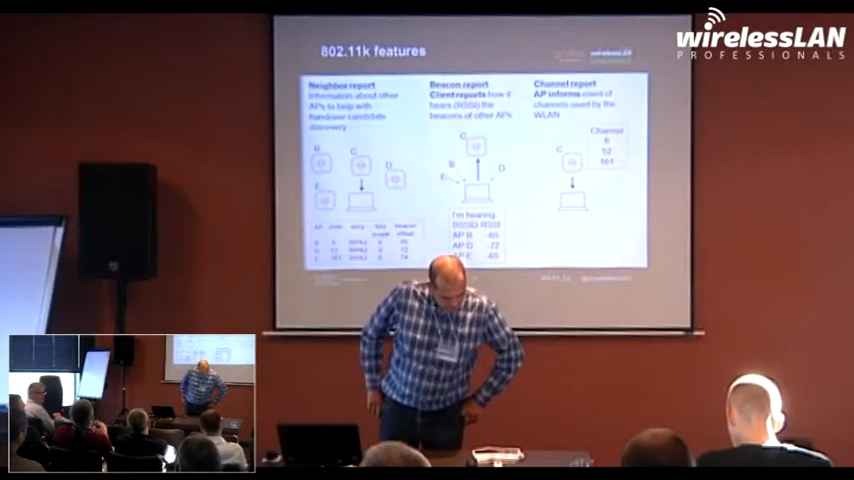 wirelessLAN
PROFESSIONALS
802.11k features
Neighbor report
Information about other
APs to help with
handover candidate
discovery
Beacon report
Client reports how it
hears (RSSI) the
beacons of other APs
Channel report
AP informs client of
channels used by the
WLAN
Channel
6
52
161
B
C
D
E
C
B
D
E
C
I'm hearing
BSSID RSSI
AP B -65
AP D -72
AP E -65